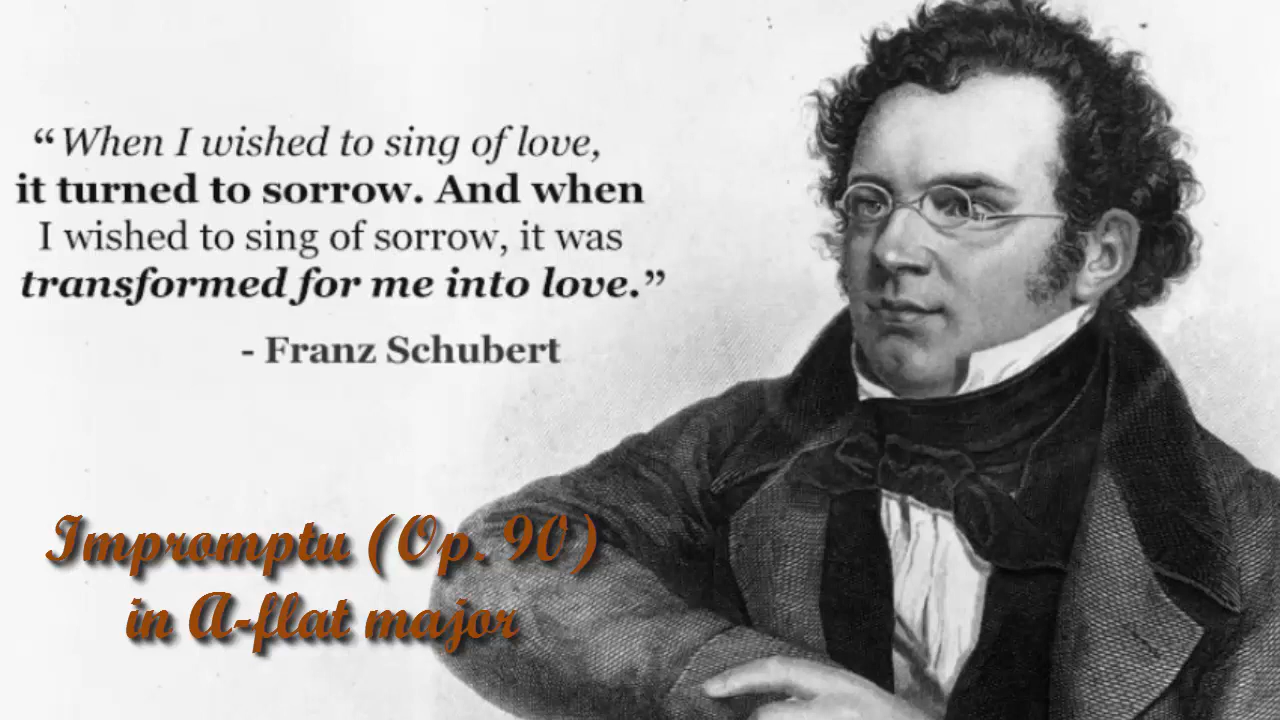 “When I wished to sing of love,
it turned to sorrow. And when
I wished to sing of sorrow, it was
transformed for me into love.”
- Franz Schubert
Impromptu (Op. 90)
in A-flat major